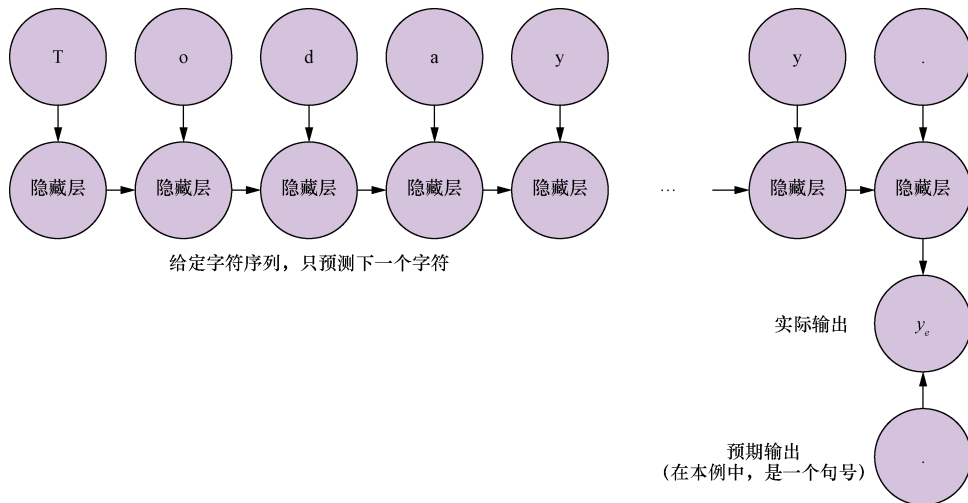 T o d a y y .
隐藏层 隐藏层 隐藏层 隐藏层 隐藏层 … 隐藏层 隐藏层
给定字符序列，只预测下一个字符
实际输出 yₑ
预期输出
(在本例中，是一个句号) .